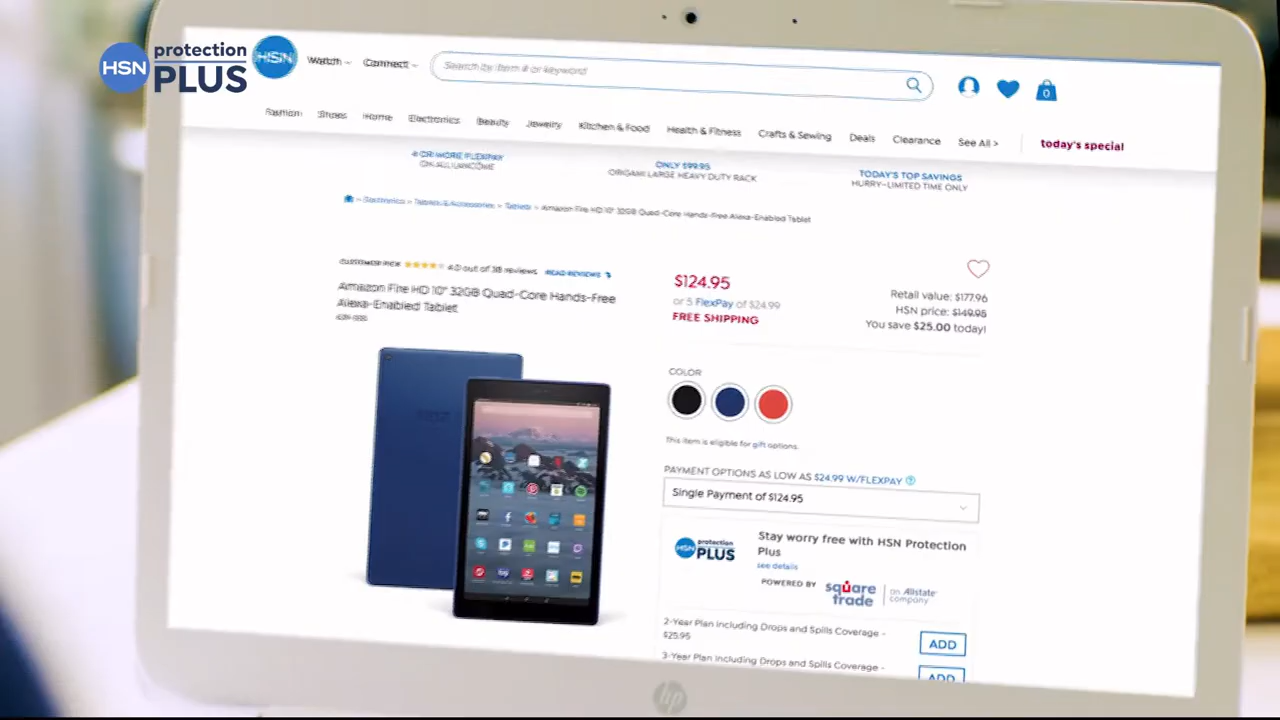 HSN protection PLUS
HSN
Watch
Connect
Search by item # or keyword
0
Fashion
Shoes
Home
Electronics
Beauty
Jewelry
Kitchen & Food
Health & Fitness
Crafts & Sewing
Deals
Clearance
See All >
today's special
4 OR MORE FLEXPAY
ONLY $99.95
ORIGAMI LARGE HEAVY DUTY RACK
TODAY'S TOP SAVINGS
HURRY–LIMITED TIME ONLY
> Electronics > Tablets & Accessories > Tablets > Amazon Fire HD 10" 32GB Quad-Core Hands-Free Alexa-Enabled Tablet
CUSTOMER PICK
4.0 out of 38 reviews
READ REVIEWS
Amazon Fire HD 10" 32GB Quad-Core Hands-Free
Alexa-Enabled Tablet
$124.95
or 5 FlexPay of $24.99
FREE SHIPPING
Retail value: $177.96
HSN price: $149.95
You save $25.00 today!
COLOR
This item is eligible for gift options.
PAYMENT OPTIONS AS LOW AS $24.99 W/FLEXPAY ?
Single Payment of $124.95
HSN protection PLUS
Stay worry free with HSN Protection
Plus
see details
POWERED BY
square trade
an Allstate company
2-Year Plan Including Drops and Spills Coverage -
$25.95
ADD
3-Year Plan Including Drops and Spills Coverage -
ADD
hp